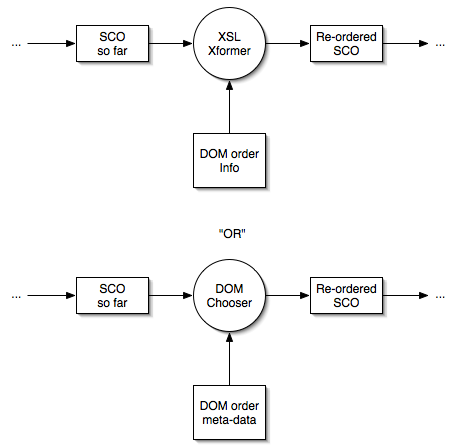 ...
SCO
so far
XSL
Xformer
Re-ordered
SCO
...
DOM order
Info
"OR"
...
SCO
so far
DOM
Chooser
Re-ordered
SCO
...
DOM order
meta-data